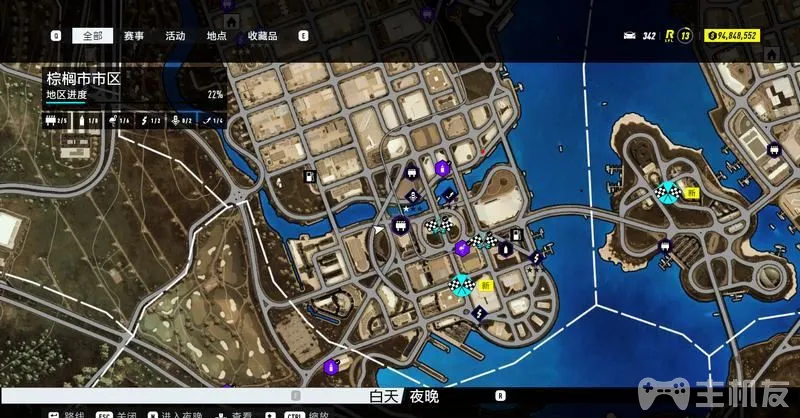 Q 全部 赛事 活动 地点 收藏品 E
342 R LVL 13 94,848,552
棕榈市市区
地区进度 22%
2/5 1/8 1/6 1/2 0/2 1/4
新
新
白天 夜晚 R
路线 ESC 关闭 进入夜晚 查看 CTRL 缩放
主机友